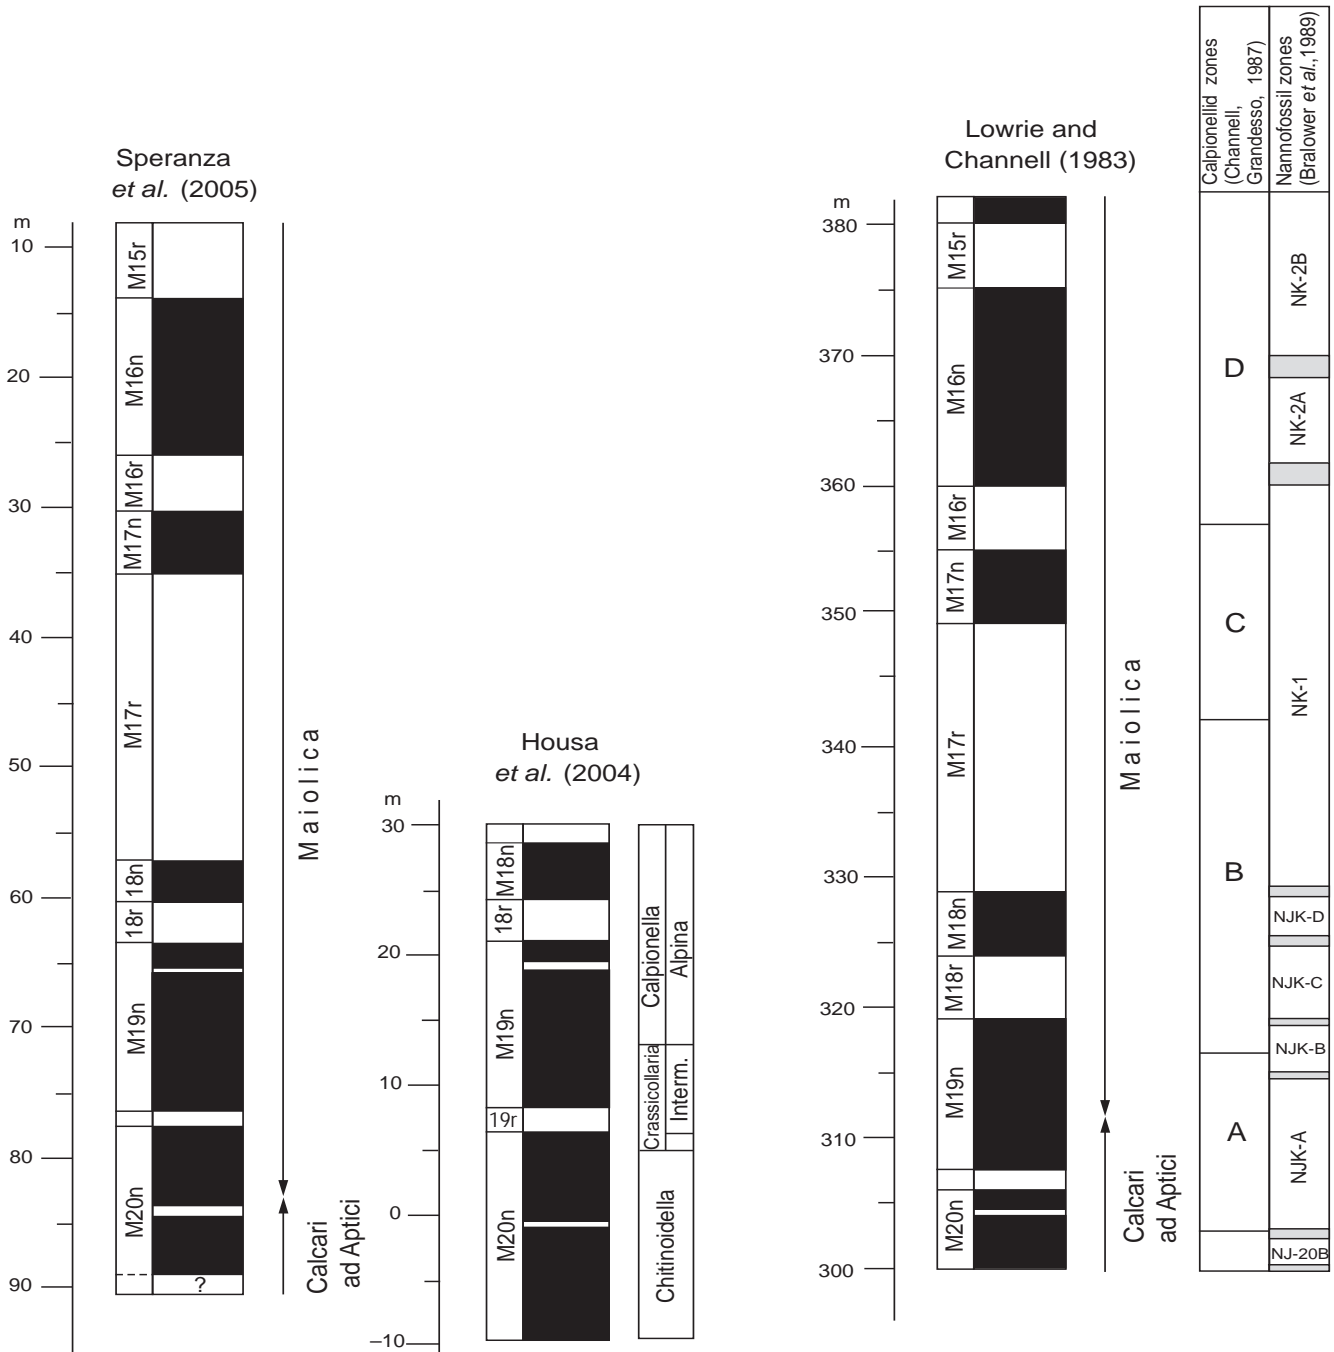 Speranza
et al. (2005)
m
10
20
30
40
50
60
70
80
90
M15r
M16n
M16r
M17n
M17r
18n
18r
M19n
M20n
?
Maiolica
Calcari
ad Aptici
Housa
et al. (2004)
m
30
20
10
0
–10
M18n
18r
M19n
19r
M20n
Calpionella
Alpina
Crassicollaria
Interm.
Chitinoidella
Lowrie and
Channell (1983)
m
380
370
360
350
340
330
320
310
300
M15r
M16n
M16r
M17n
M17r
M18n
M18r
M19n
M20n
Maiolica
Calcari
ad Aptici
Calpionellid zones
(Channell,
Grandesso, 1987)
D
C
B
A
Nannofossil zones
(Bralower et al.,1989)
NK-2B
NK-2A
NK-1
NJK-D
NJK-C
NJK-B
NJK-A
NJ-20B